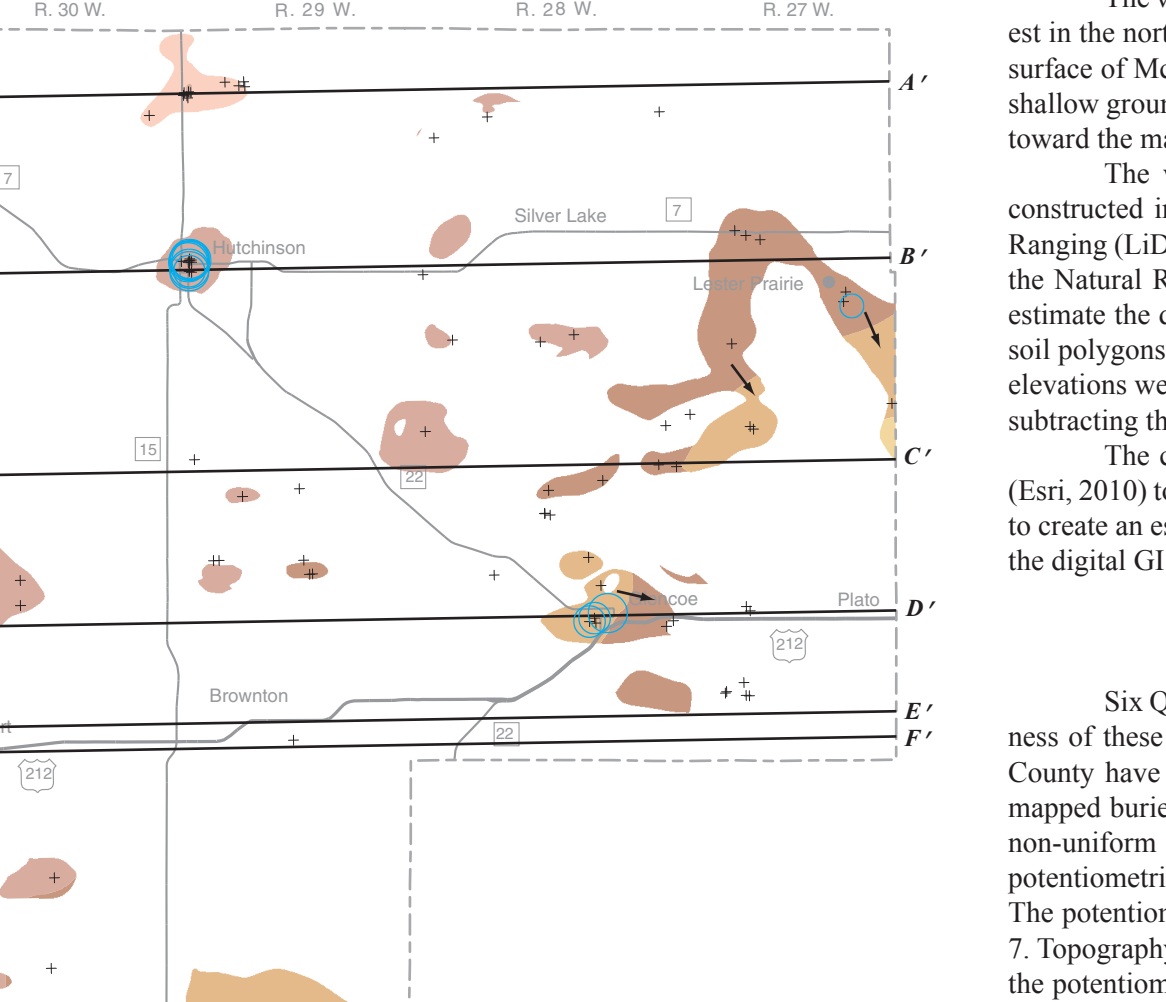 R. 30 W.
R. 29 W.
R. 28 W.
R. 27 W.
A′
7
Silver Lake
7
Hutchinson
B′
Lester Prairie
15
22
C′
Glencoe
Plato
D′
212
Brownton
E′
22
F′
212
est in the nort
surface of Mc
shallow groun
toward the ma
The
constructed in
Ranging (LiD
the Natural R
estimate the d
soil polygons
elevations we
subtracting th
The c
(Esri, 2010) to
to create an es
the digital GI
Six Q
ness of these
County have
mapped burie
non-uniform
potentiometri
The potention
7. Topography
the potentiom